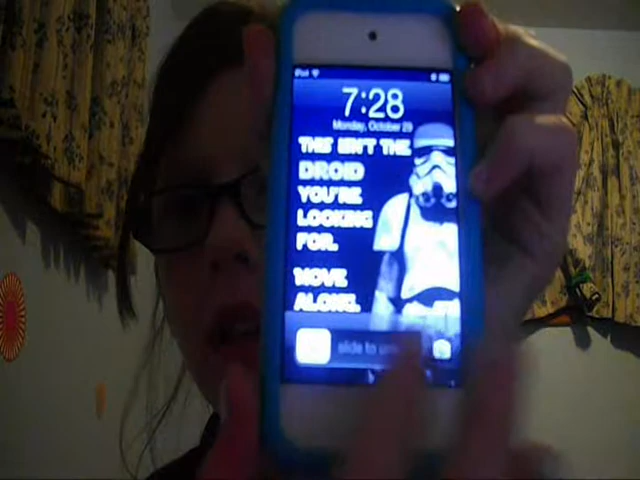 iPod
7:28
Monday, October 29
THIS ISN'T THE
DROID
YOU'RE
LOOKING
FOR.
MOVE
ALONG.
slide to